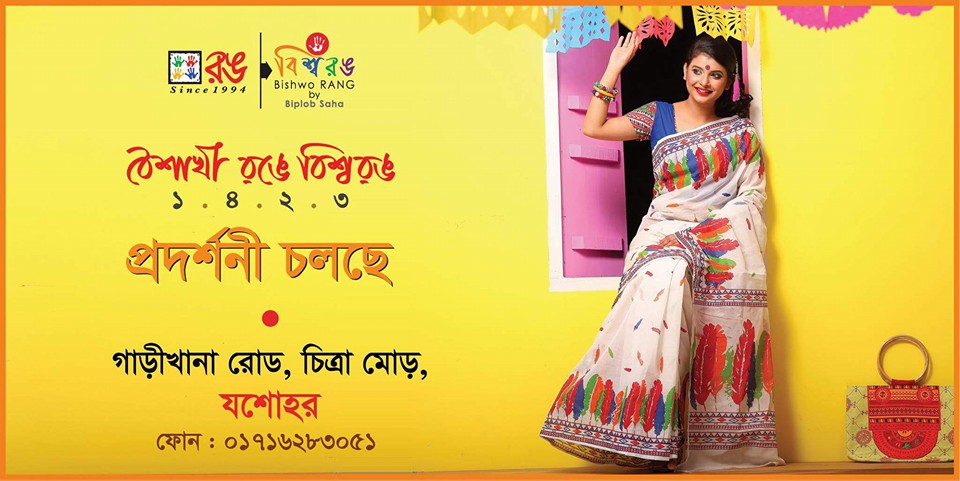 রঙ
Since 1994
বিশ্বরঙ
Bishwo RANG
by
Biplob Saha
বৈশাখী রঙে বিশ্বরঙ
১.৪.২.৩
প্রদর্শনী চলছে
গাড়ীখানা রোড, চিত্রা মোড়,
যশোহর
ফোন : ০১৭১৬২৮৩০৫১